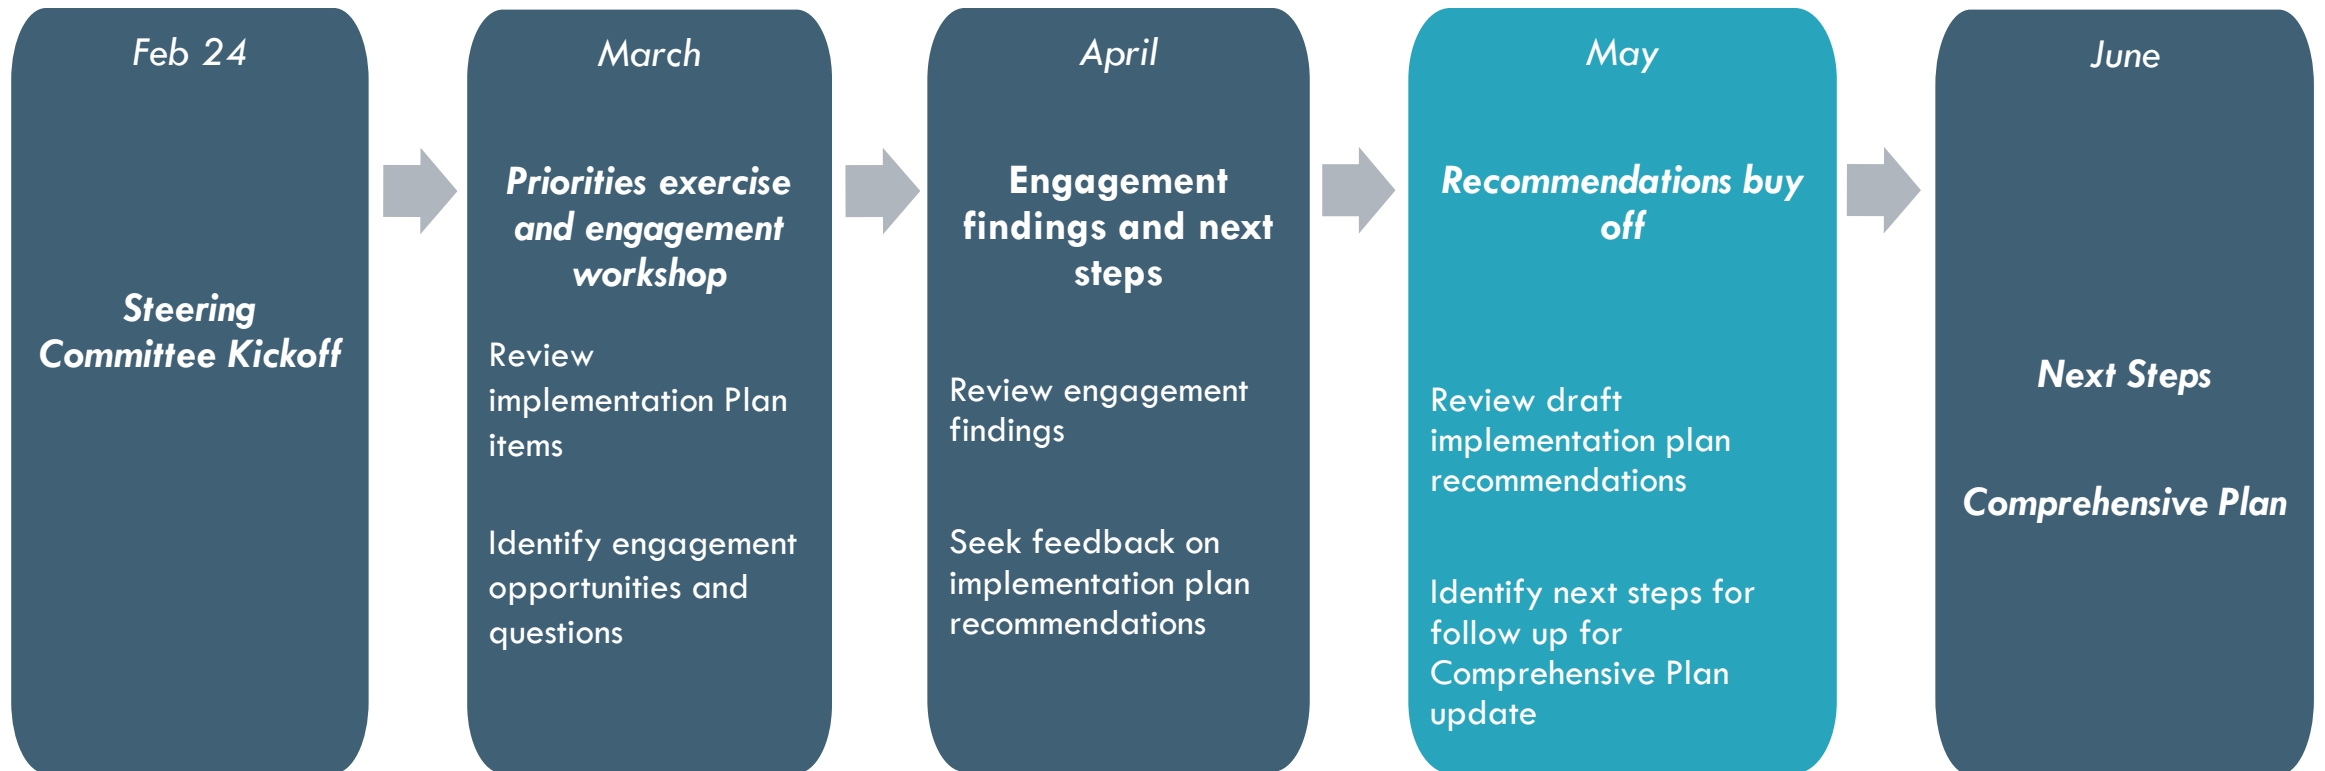 Feb 24
Steering
Committee Kickoff
March
Priorities exercise
and engagement
workshop
Review
implementation Plan
items
Identify engagement
opportunities and
questions
April
Engagement
findings and next
steps
Review engagement
findings
Seek feedback on
implementation plan
recommendations
May
Recommendations buy
off
Review draft
implementation plan
recommendations
Identify next steps for
follow up for
Comprehensive Plan
update
June
Next Steps
Comprehensive Plan